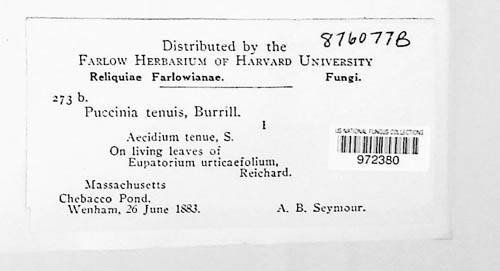 Distributed by the
876077B
FARLOW HERBARIUM OF HARVARD UNIVERSITY
Reliquiae Farlowianae. Fungi.
273 b.
Puccinia tenuis, Burrill.
I
Aecidium tenue, S.
On living leaves of
Eupatorium urticaefolium,
Reichard.
US NATIONAL FUNGUS COLLECTIONS
972380
Massachusetts
Chebacco Pond.
Wenham, 26 June 1883. A. B. Seymour.